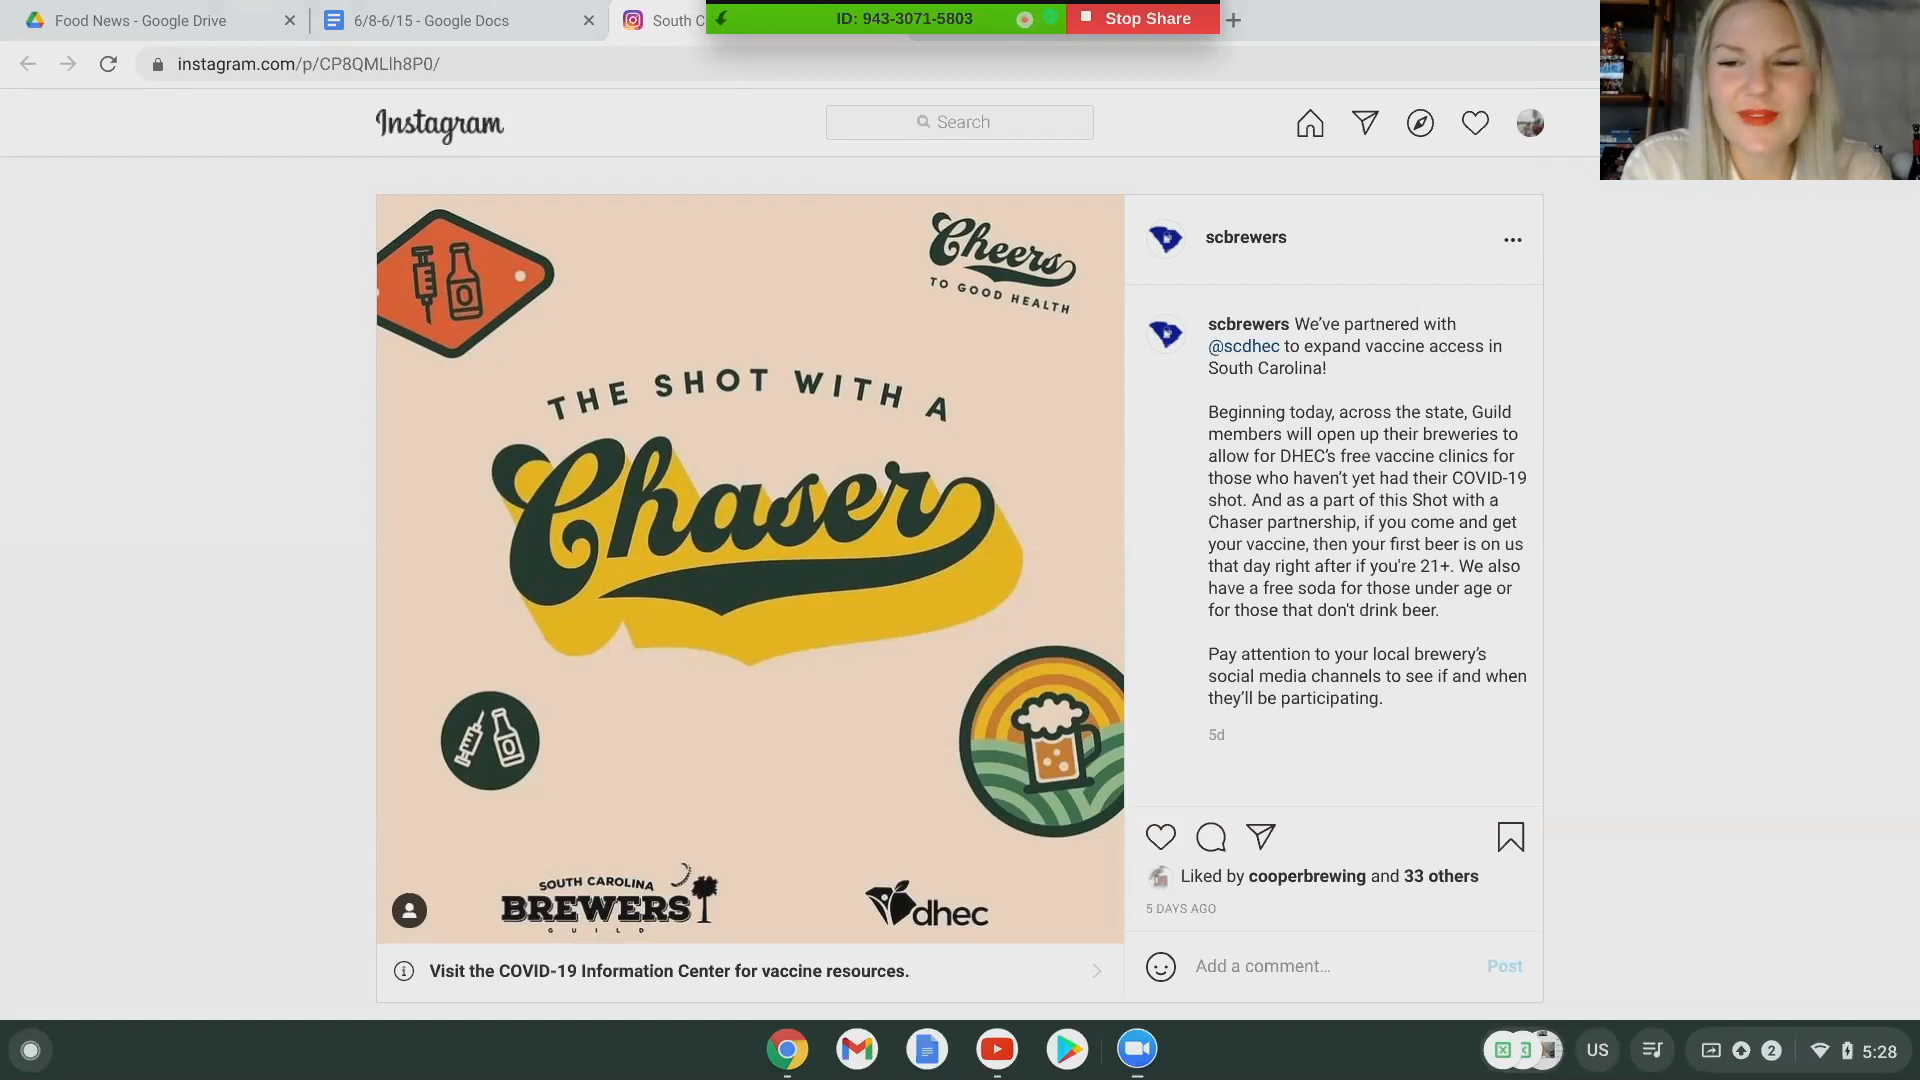 Food News - Google Drive
6/8-6/15 - Google Docs
South C
ID: 943-3071-5803
Stop Share
instagram.com/p/CP8QMLlh8P0/
Instagram
Search
Cheers
TO GOOD HEALTH
THE SHOT WITH A
Chaser
SOUTH CAROLINA
BREWERS
GUILD
dhec
Visit the COVID-19 Information Center for vaccine resources.
scbrewers
scbrewers We've partnered with
@scdhec to expand vaccine access in
South Carolina!
Beginning today, across the state, Guild
members will open up their breweries to
allow for DHEC's free vaccine clinics for
those who haven't yet had their COVID-19
shot. And as a part of this Shot with a
Chaser partnership, if you come and get
your vaccine, then your first beer is on us
that day right after if you're 21+. We also
have a free soda for those under age or
for those that don't drink beer.
Pay attention to your local brewery's
social media channels to see if and when
they'll be participating.
5d
Liked by cooperbrewing and 33 others
5 DAYS AGO
Add a comment...
Post
US
2
5:28